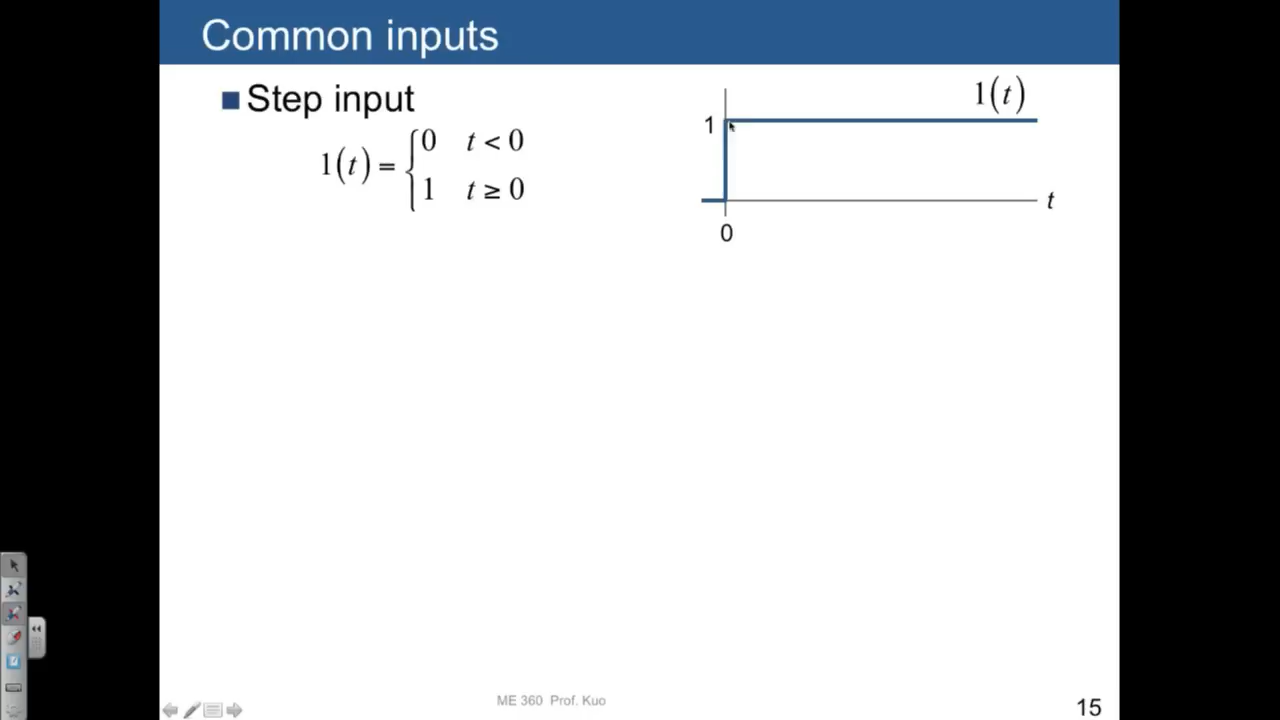 Common inputs
Step input
1(t) = { 0 t < 0
1 t ≥ 0
1(t)
1
t
0
ME 360 Prof. Kuo
15